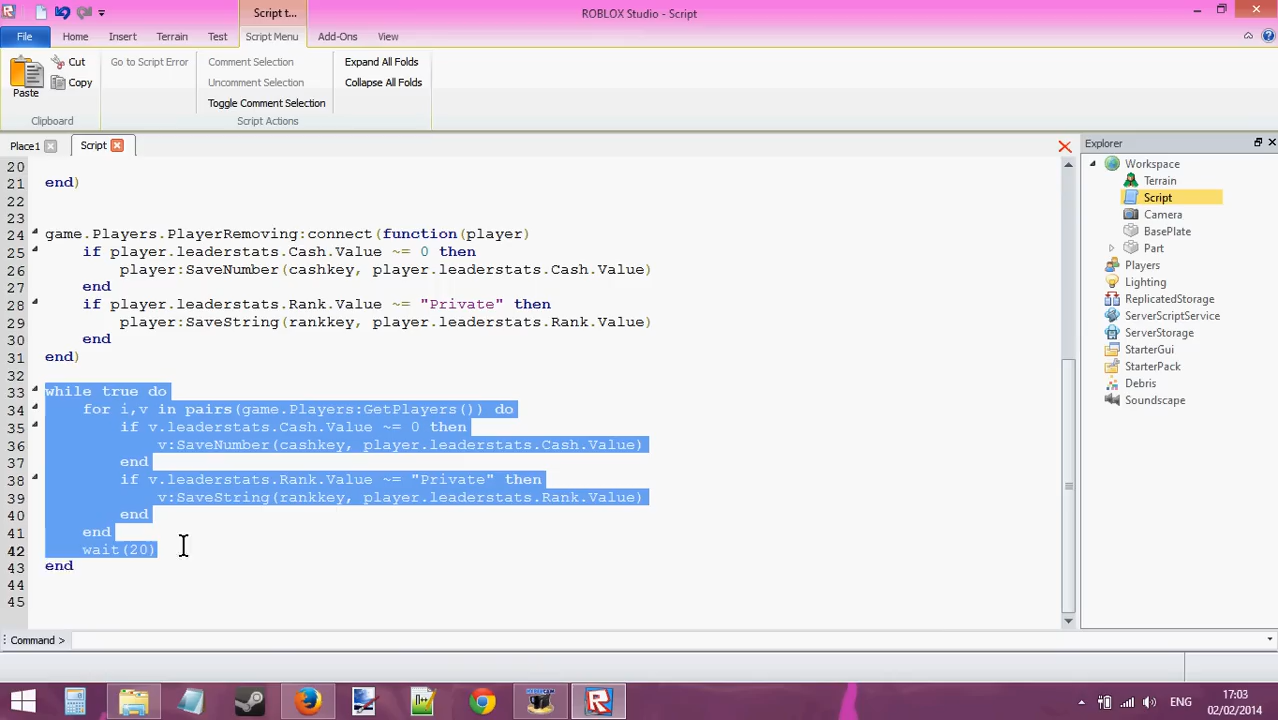 Script t...
ROBLOX Studio - Script
File
Home
Insert
Terrain
Test
Script Menu
Add-Ons
View
Paste
Cut
Copy
Clipboard
Go to Script Error
Comment Selection
Uncomment Selection
Toggle Comment Selection
Script Actions
Expand All Folds
Collapse All Folds
Place1
Script
20
21 end)
22
23
24 game.Players.PlayerRemoving:connect(function(player)
25 if player.leaderstats.Cash.Value ~= 0 then
26 player:SaveNumber(cashkey, player.leaderstats.Cash.Value)
27 end
28 if player.leaderstats.Rank.Value ~= "Private" then
29 player:SaveString(rankkey, player.leaderstats.Rank.Value)
30 end
31 end)
32
33 while true do
34 for i,v in pairs(game.Players:GetPlayers()) do
35 if v.leaderstats.Cash.Value ~= 0 then
36 v:SaveNumber(cashkey, player.leaderstats.Cash.Value)
37 end
38 if v.leaderstats.Rank.Value ~= "Private" then
39 v:SaveString(rankkey, player.leaderstats.Rank.Value)
40 end
41 end
42 wait(20)
43 end
44
45
Explorer
Workspace
Terrain
Script
Camera
BasePlate
Part
Players
Lighting
ReplicatedStorage
ServerScriptService
ServerStorage
StarterGui
StarterPack
Debris
Soundscape
Command >
ENG
17:03
02/02/2014